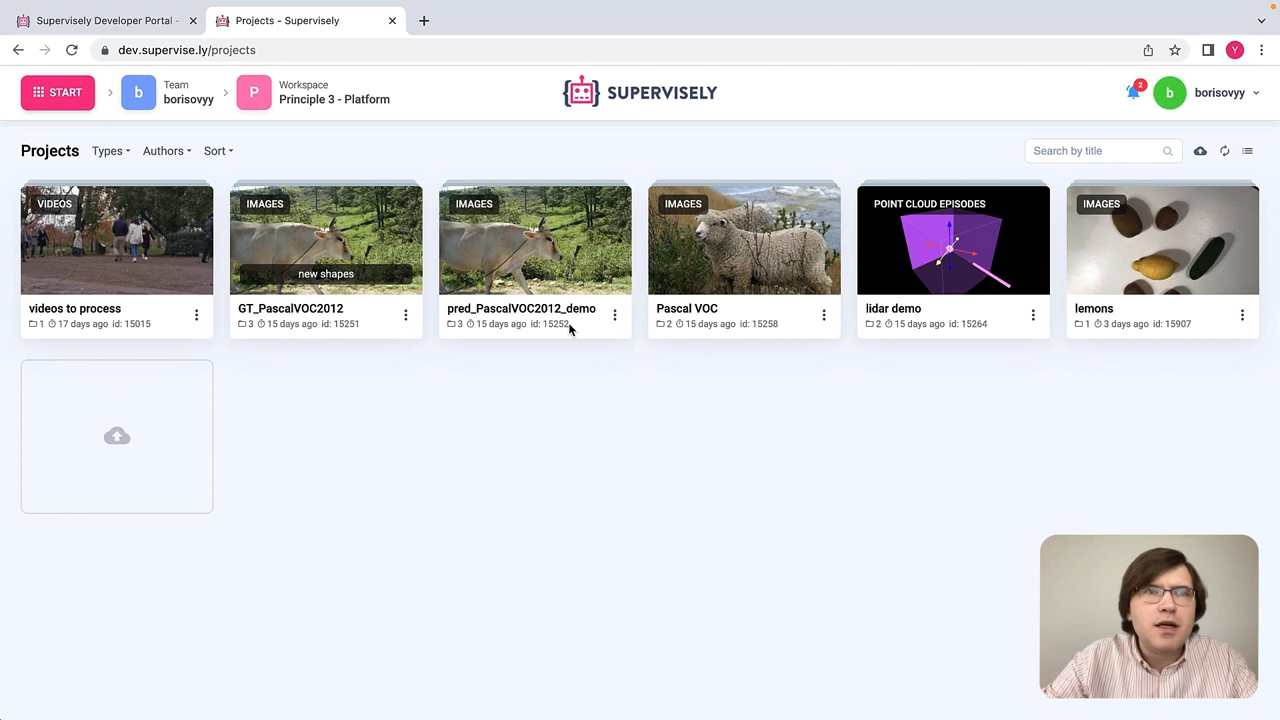 Supervisely Developer Portal -
Projects - Supervisely
dev.supervise.ly/projects
Y
START
b
Team
borisovyy
P
Workspace
Principle 3 - Platform
SUPERVISELY
2
b
borisovyy
Projects
Types
Authors
Sort
Search by title
VIDEOS
videos to process
1 17 days ago id: 15015
IMAGES
new shapes
GT_PascalVOC2012
3 15 days ago id: 15251
IMAGES
pred_PascalVOC2012_demo
3 15 days ago id: 15252
IMAGES
Pascal VOC
2 15 days ago id: 15258
POINT CLOUD EPISODES
lidar demo
2 15 days ago id: 15264
IMAGES
lemons
1 3 days ago id: 15907